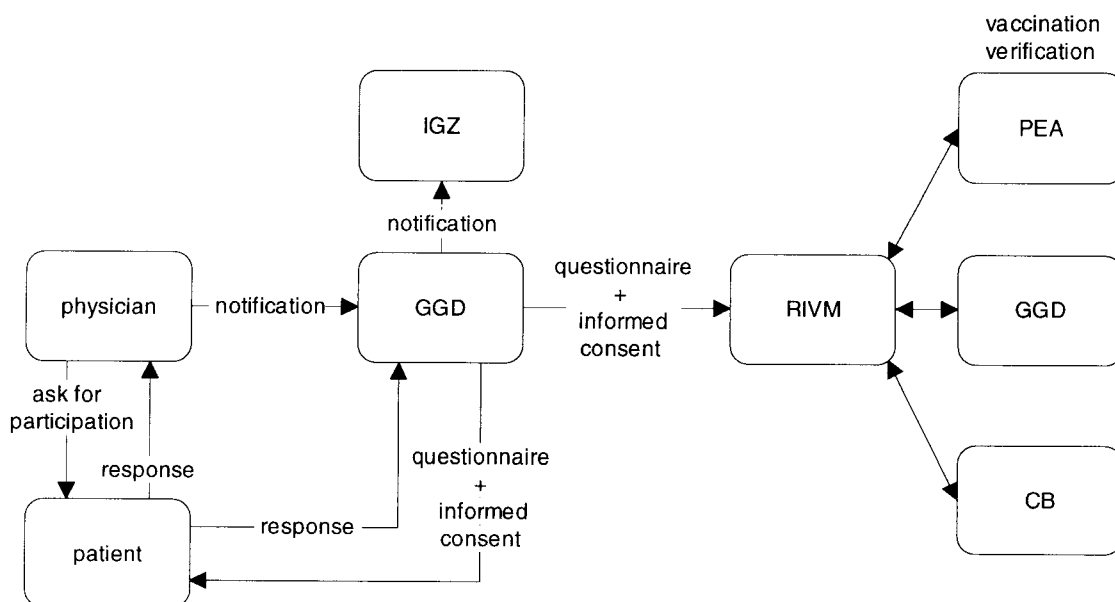 vaccination
verification
IGZ
PEA
notification
physician
notification
GGD
questionnaire
+
informed
consent
RIVM
GGD
ask for
participation
response
questionnaire
+
informed
consent
response
patient
CB